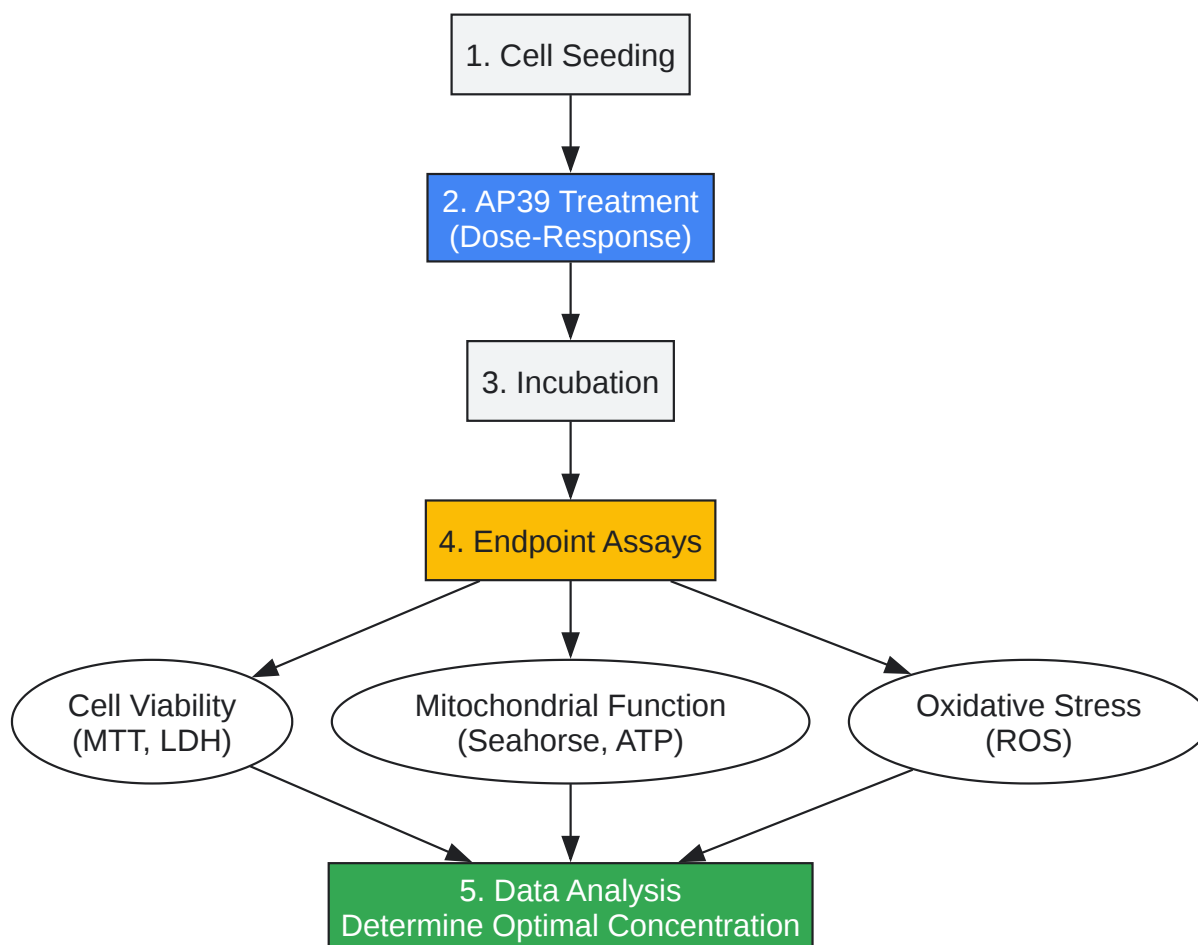 1. Cell Seeding
2. AP39 Treatment
(Dose-Response)
3. Incubation
4. Endpoint Assays
Cell Viability
(MTT, LDH)
Mitochondrial Function
(Seahorse, ATP)
Oxidative Stress
(ROS)
5. Data Analysis
Determine Optimal Concentration